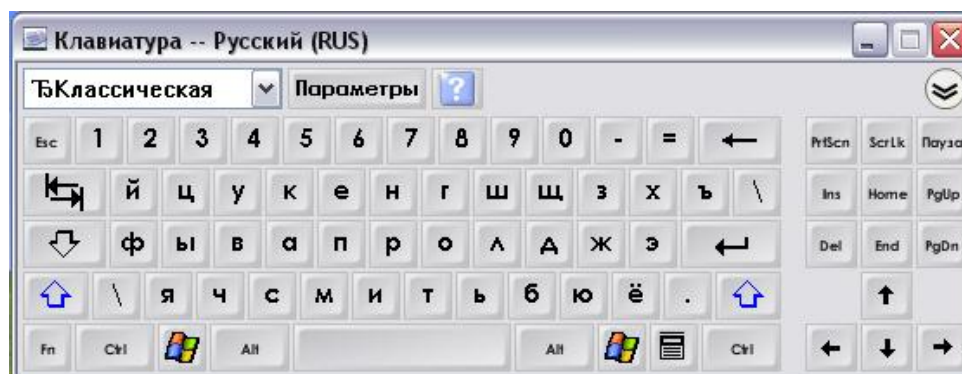 Клавиатура -- Русский (RUS)
ЂКлассическая Параметры ?
Esc 1 2 3 4 5 6 7 8 9 0 - = PrtScn ScrLk Пауза
й ц у к е н г ш щ з х ъ \ Ins Home PgUp
ф ы в а п р о л д ж э Del End PgDn
\ я ч с м и т ь б ю ё .
Fn Ctrl Alt Alt Ctrl